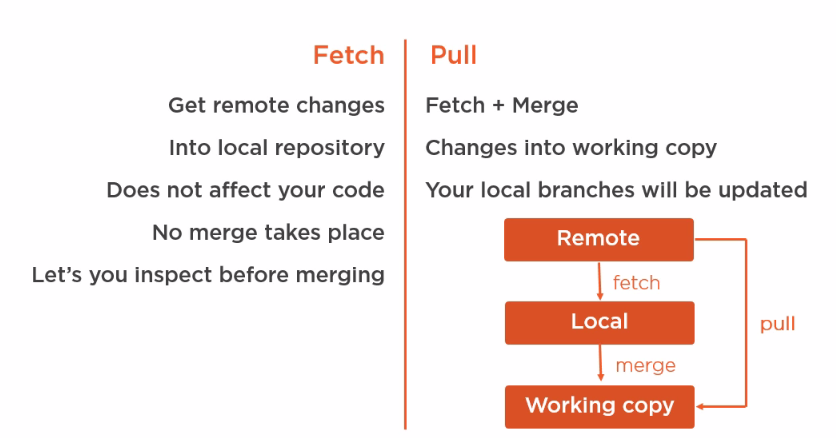 Fetch
Get remote changes
Into local repository
Does not affect your code
No merge takes place
Let's you inspect before merging
Pull
Fetch + Merge
Changes into working copy
Your local branches will be updated
Remote
fetch
Local
merge
Working copy
pull